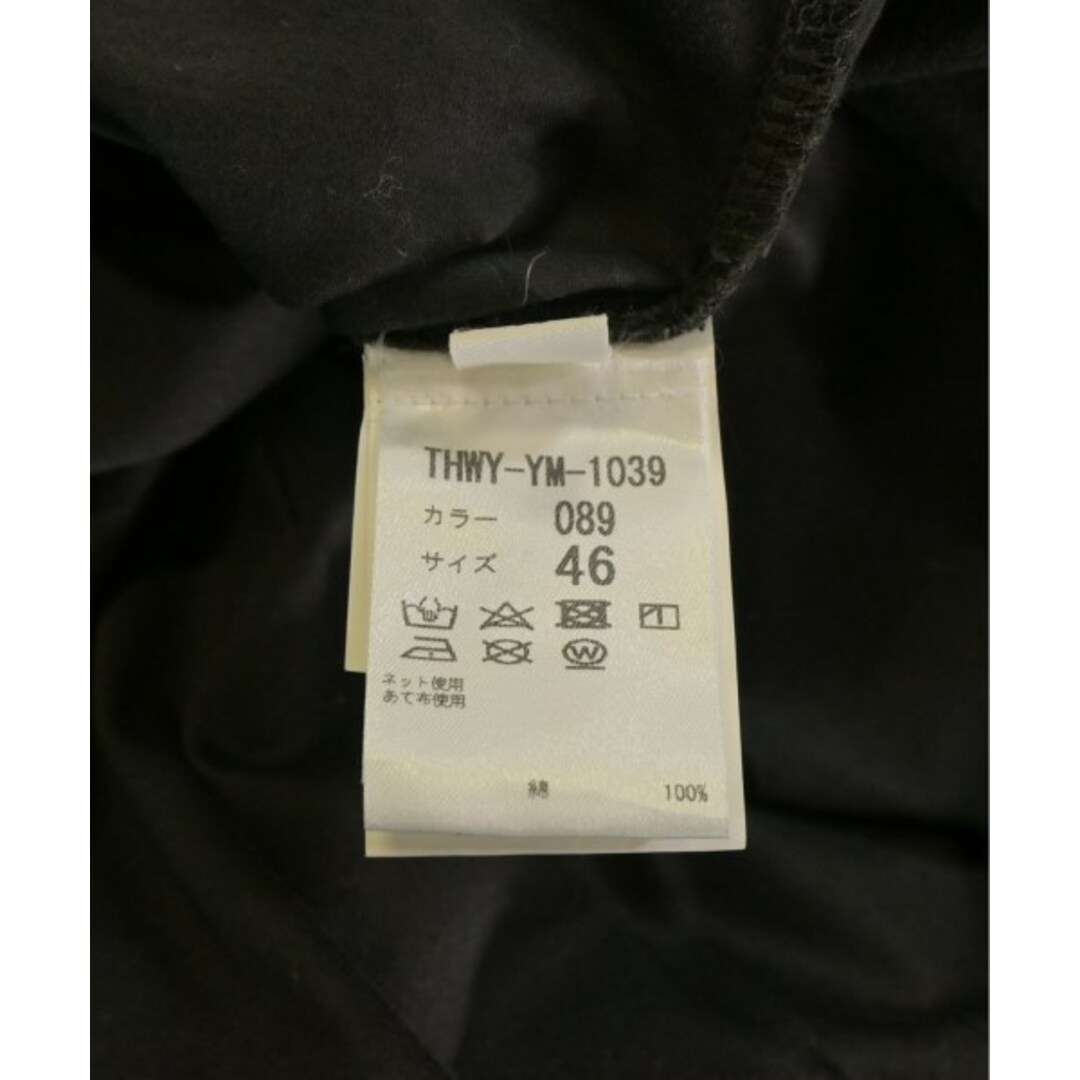 THWY-YM-1039
カラー 089
サイズ 46
W
ネット使用
あて布使用
綿 100%